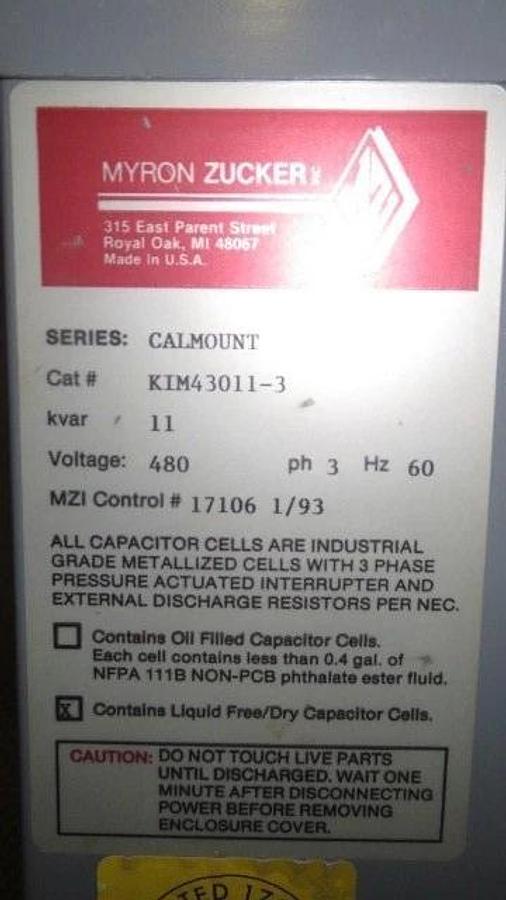 MYRON ZUCKER INC
315 East Parent Street
Royal Oak, MI 48067
Made in U.S.A.
SERIES: CALMOUNT
Cat # KIM43011-3
kvar 11
Voltage: 480 ph 3 Hz 60
MZI Control # 17106 1/93
ALL CAPACITOR CELLS ARE INDUSTRIAL
GRADE METALLIZED CELLS WITH 3 PHASE
PRESSURE ACTUATED INTERRUPTER AND
EXTERNAL DISCHARGE RESISTORS PER NEC.
Contains Oil Filled Capacitor Cells.
Each cell contains less than 0.4 gal. of
NFPA 111B NON-PCB phthalate ester fluid.
X Contains Liquid Free/Dry Capacitor Cells.
CAUTION: DO NOT TOUCH LIVE PARTS
UNTIL DISCHARGED. WAIT ONE
MINUTE AFTER DISCONNECTING
POWER BEFORE REMOVING
ENCLOSURE COVER.